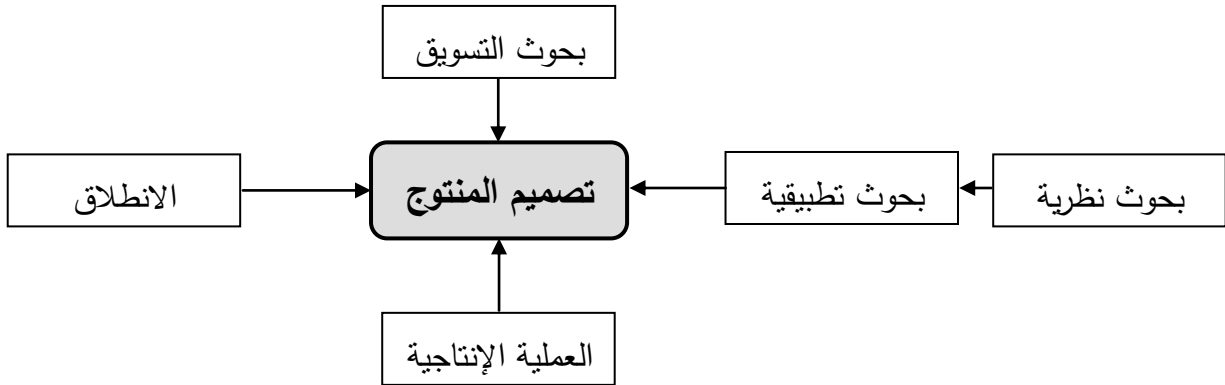 بحوث التسويق
بحوث نظرية
بحوث تطبيقية
تصميم المنتوج
الانطلاق
العملية الإنتاجية